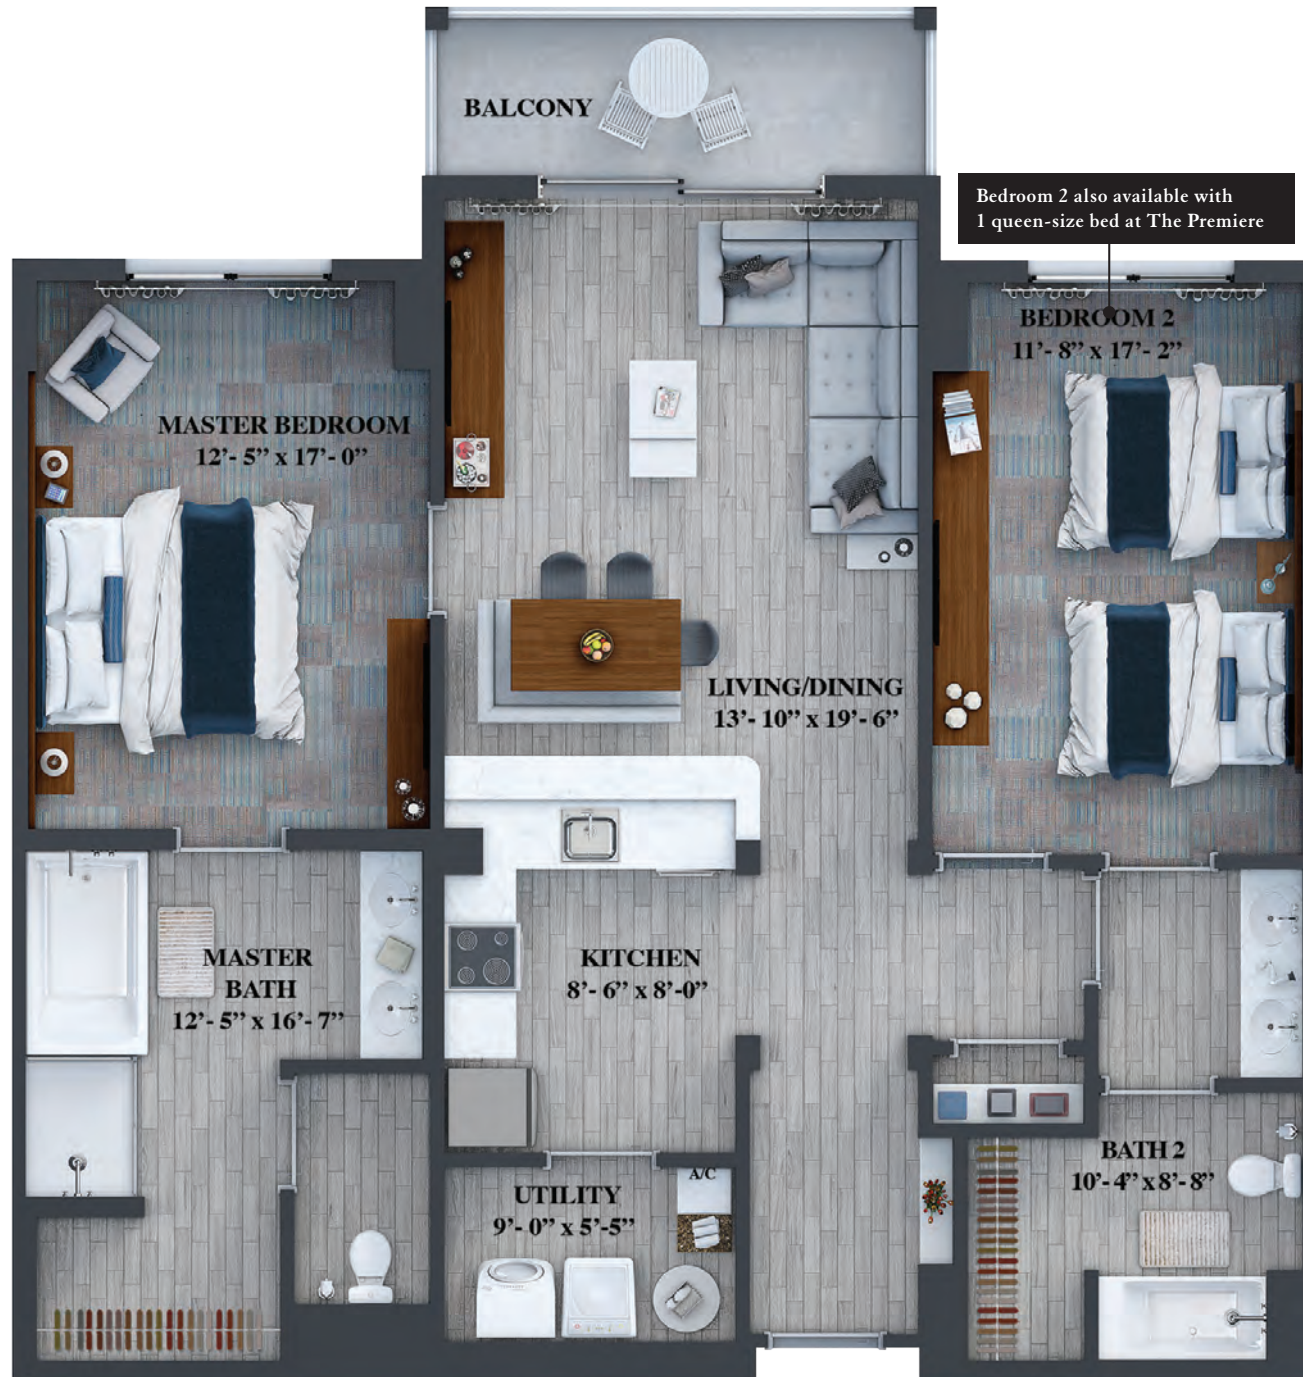 BALCONY
Bedroom 2 also available with
1 queen-size bed at The Premiere
BEDROOM 2
11’- 8” x 17’- 2”
MASTER BEDROOM
12’- 5” x 17’- 0”
LIVING/DINING
13’- 10” x 19’- 6”
KITCHEN
8’- 6” x 8’-0”
MASTER
BATH
12’- 5” x 16’- 7”
BATH 2
10’- 4” x 8’- 8”
A/C
UTILITY
9’- 0” x 5’-5”